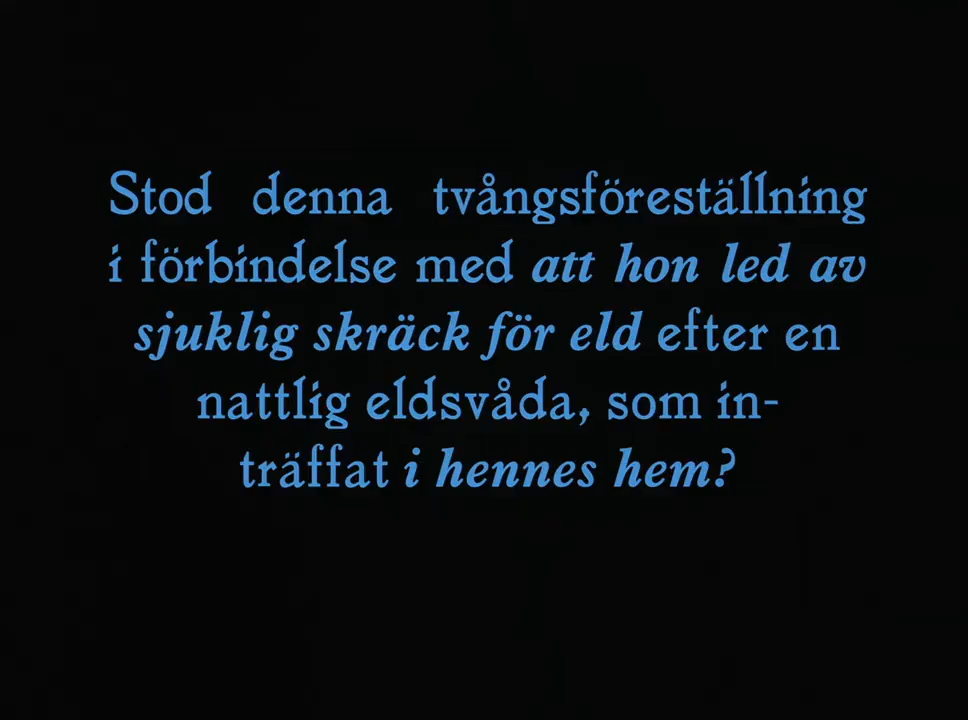 Stod denna tvångsföreställning
i förbindelse med att hon led av
sjuklig skräck för eld efter en
nattlig eldsvåda, som in-
träffat i hennes hem?